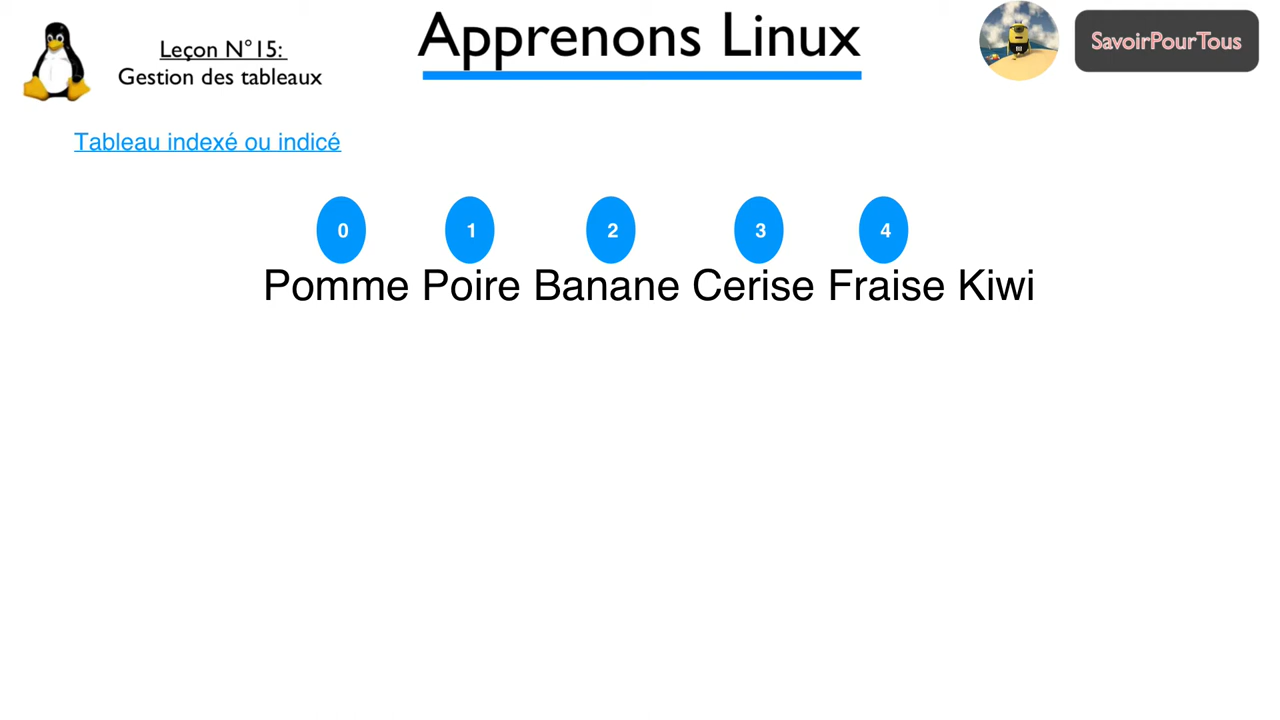 Apprenons Linux
Leçon N°15:
Gestion des tableaux
SavoirPourTous
Tableau indexé ou indicé
0 1 2 3 4
Pomme Poire Banane Cerise Fraise Kiwi